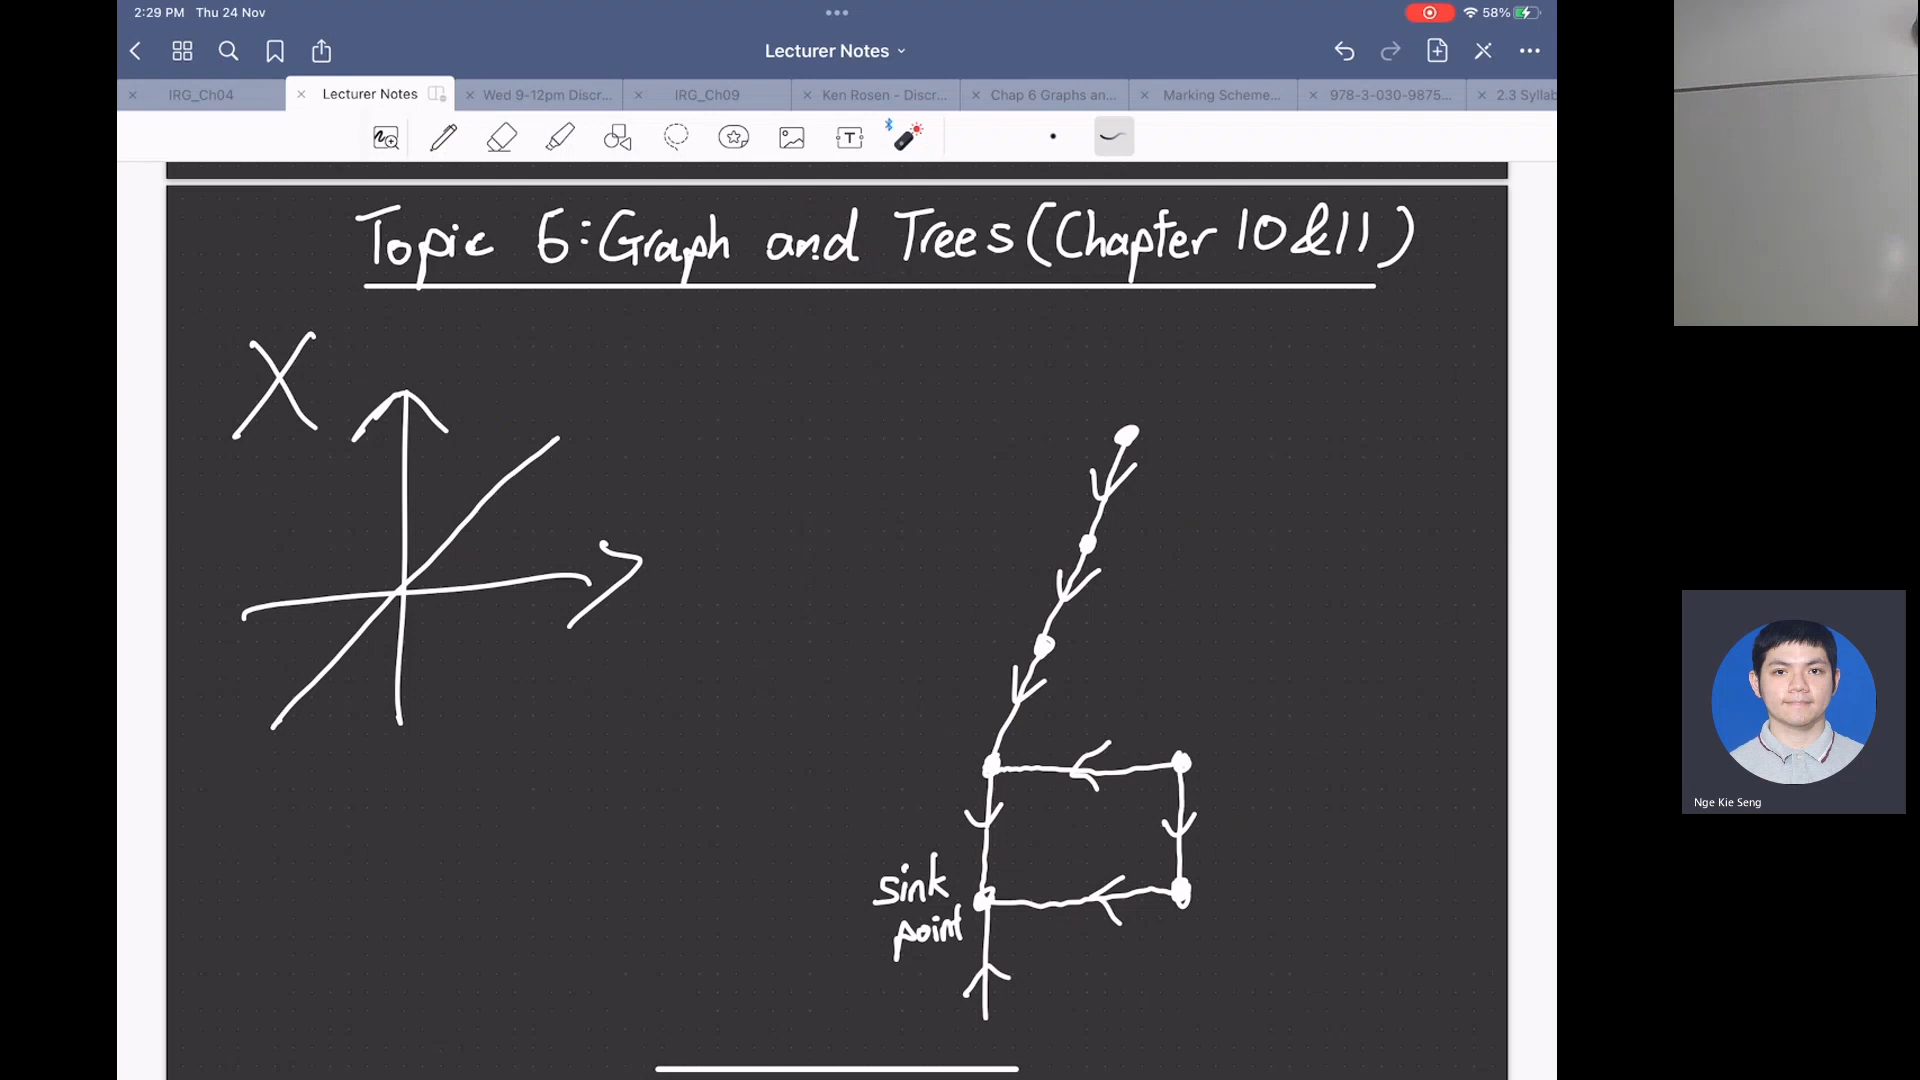 2:29 PM Thu 24 Nov
58%
Lecturer Notes
IRG_Ch04
Lecturer Notes
Wed 9-12pm Discr...
IRG_Ch09
Ken Rosen - Discr...
Chap 6 Graphs an...
Marking Scheme...
978-3-030-9875...
2.3 Syllab
T
Topic 6: Graph and Trees (Chapter 10 & 11)
X
sink
point
Nge Kie Seng